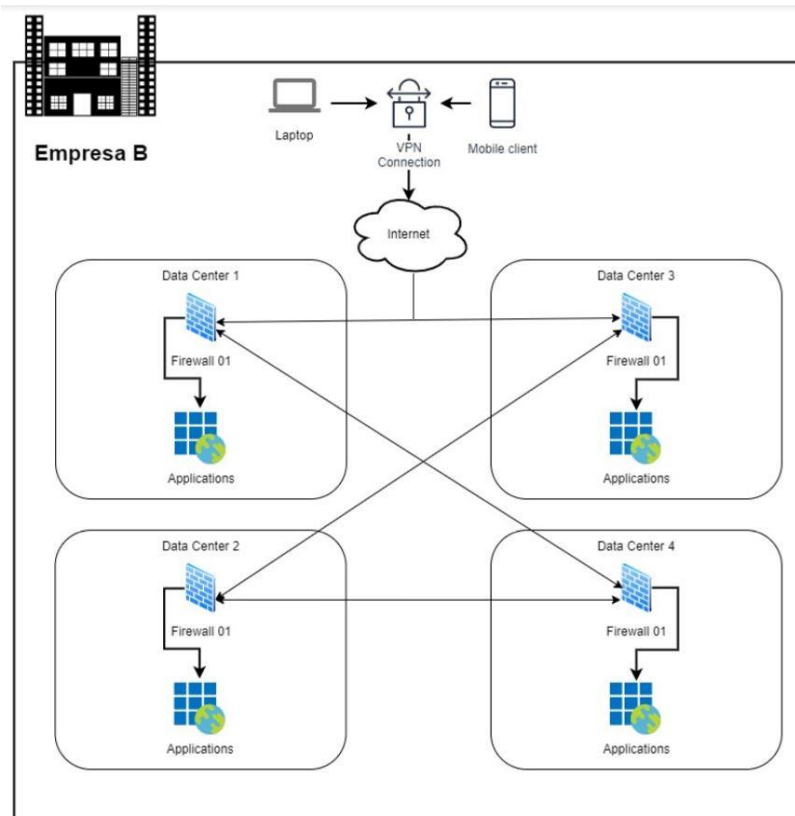 Empresa B
Laptop
VPN
Connection
Mobile client
Internet
Data Center 1
Firewall 01
Applications
Data Center 3
Firewall 01
Applications
Data Center 2
Firewall 01
Applications
Data Center 4
Firewall 01
Applications